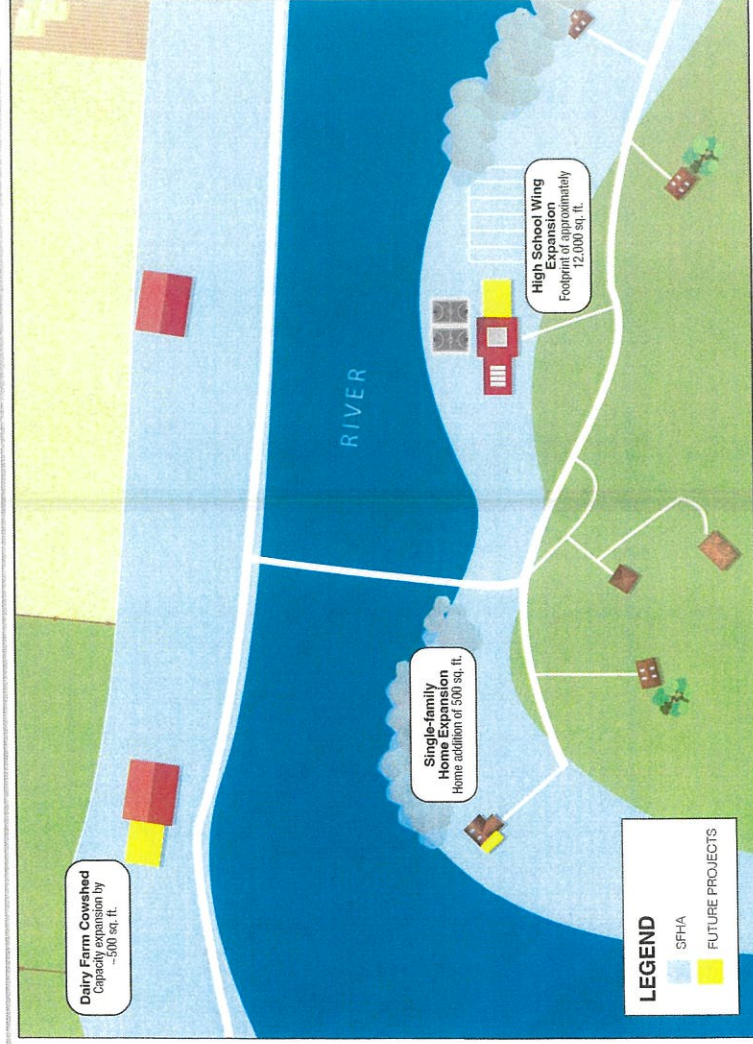 Dairy Farm Cowshed
Capacity expansion by
~500 sq. ft.
RIVER
Single-family
Home Expansion
Home addition of 500 sq. ft.
High School Wing
Expansion
Footprint of approximately
12,000 sq. ft.
LEGEND
SFHA
FUTURE PROJECTS